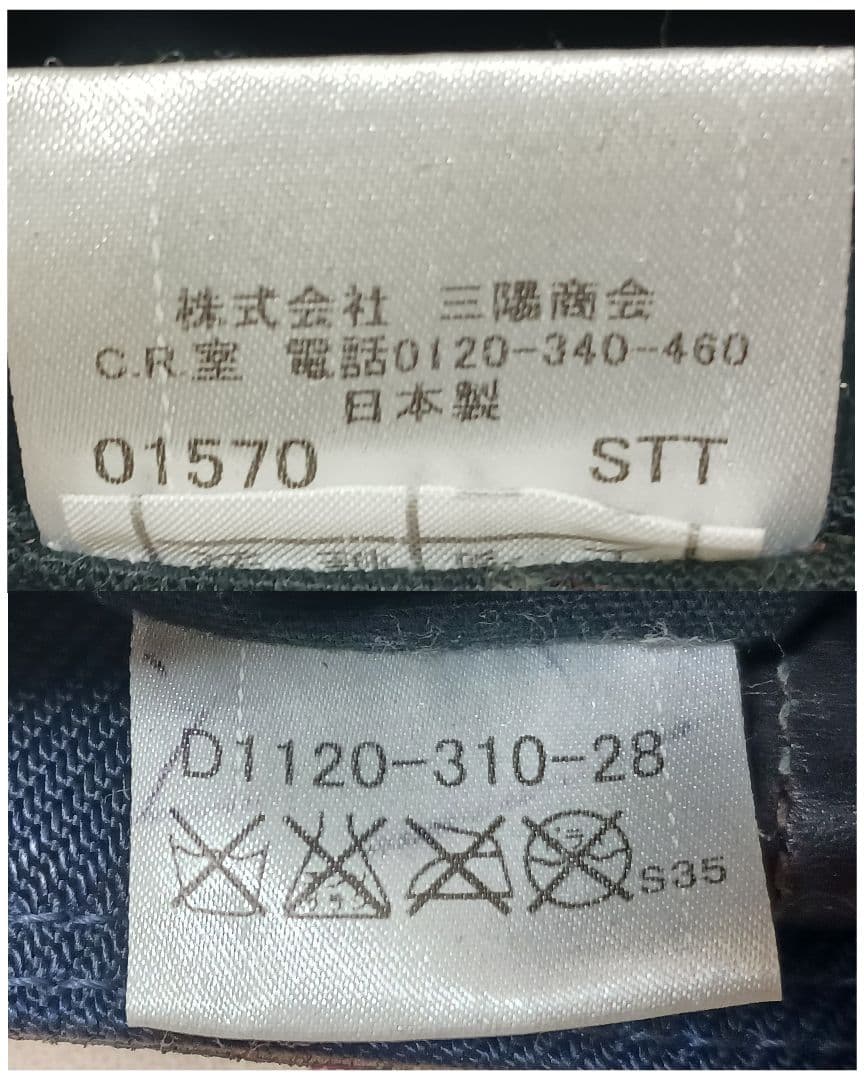 株式会社 三陽商会
C.R.室 電話0120-340-460
日本製
01570 STT
D1120-310-28
S35